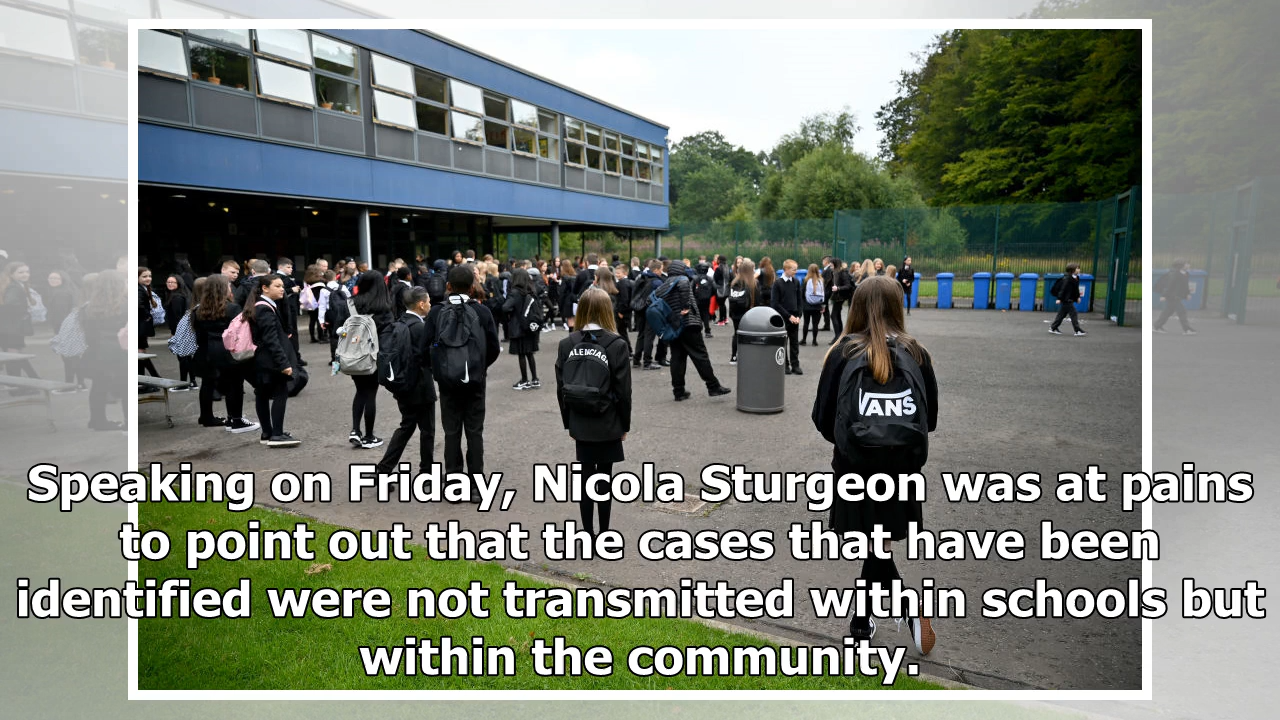 BALENCIAGA
VANS
Speaking on Friday, Nicola Sturgeon was at pains
to point out that the cases that have been
identified were not transmitted within schools but
within the community.